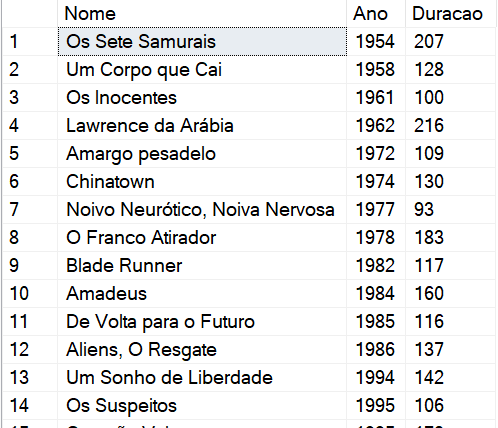 Nome Ano Duracao
1 Os Sete Samurais 1954 207
2 Um Corpo que Cai 1958 128
3 Os Inocentes 1961 100
4 Lawrence da Arábia 1962 216
5 Amargo pesadelo 1972 109
6 Chinatown 1974 130
7 Noivo Neurótico, Noiva Nervosa 1977 93
8 O Franco Atirador 1978 183
9 Blade Runner 1982 117
10 Amadeus 1984 160
11 De Volta para o Futuro 1985 116
12 Aliens, O Resgate 1986 137
13 Um Sonho de Liberdade 1994 142
14 Os Suspeitos 1995 106